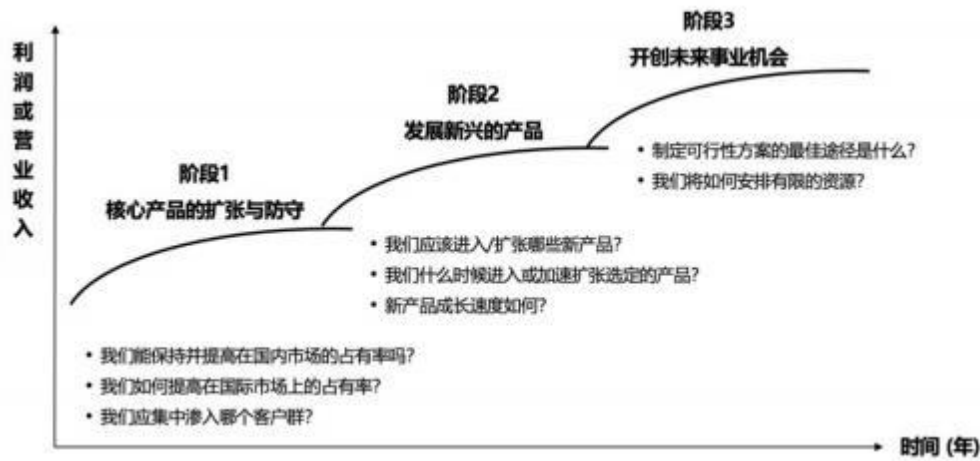 利润或营业收入
阶段1
核心产品的扩张与防守
• 我们能保持并提高在国内市场的占有率吗?
• 我们如何提高在国际市场上的占有率?
• 我们应集中渗入哪个客户群?
阶段2
发展新兴的产品
• 我们应该进入/扩张哪些新产品?
• 我们什么时候进入或加速扩张选定的产品?
• 新产品成长速度如何?
阶段3
开创未来事业机会
• 制定可行性方案的最佳途径是什么?
• 我们将如何安排有限的资源?
时间 (年)